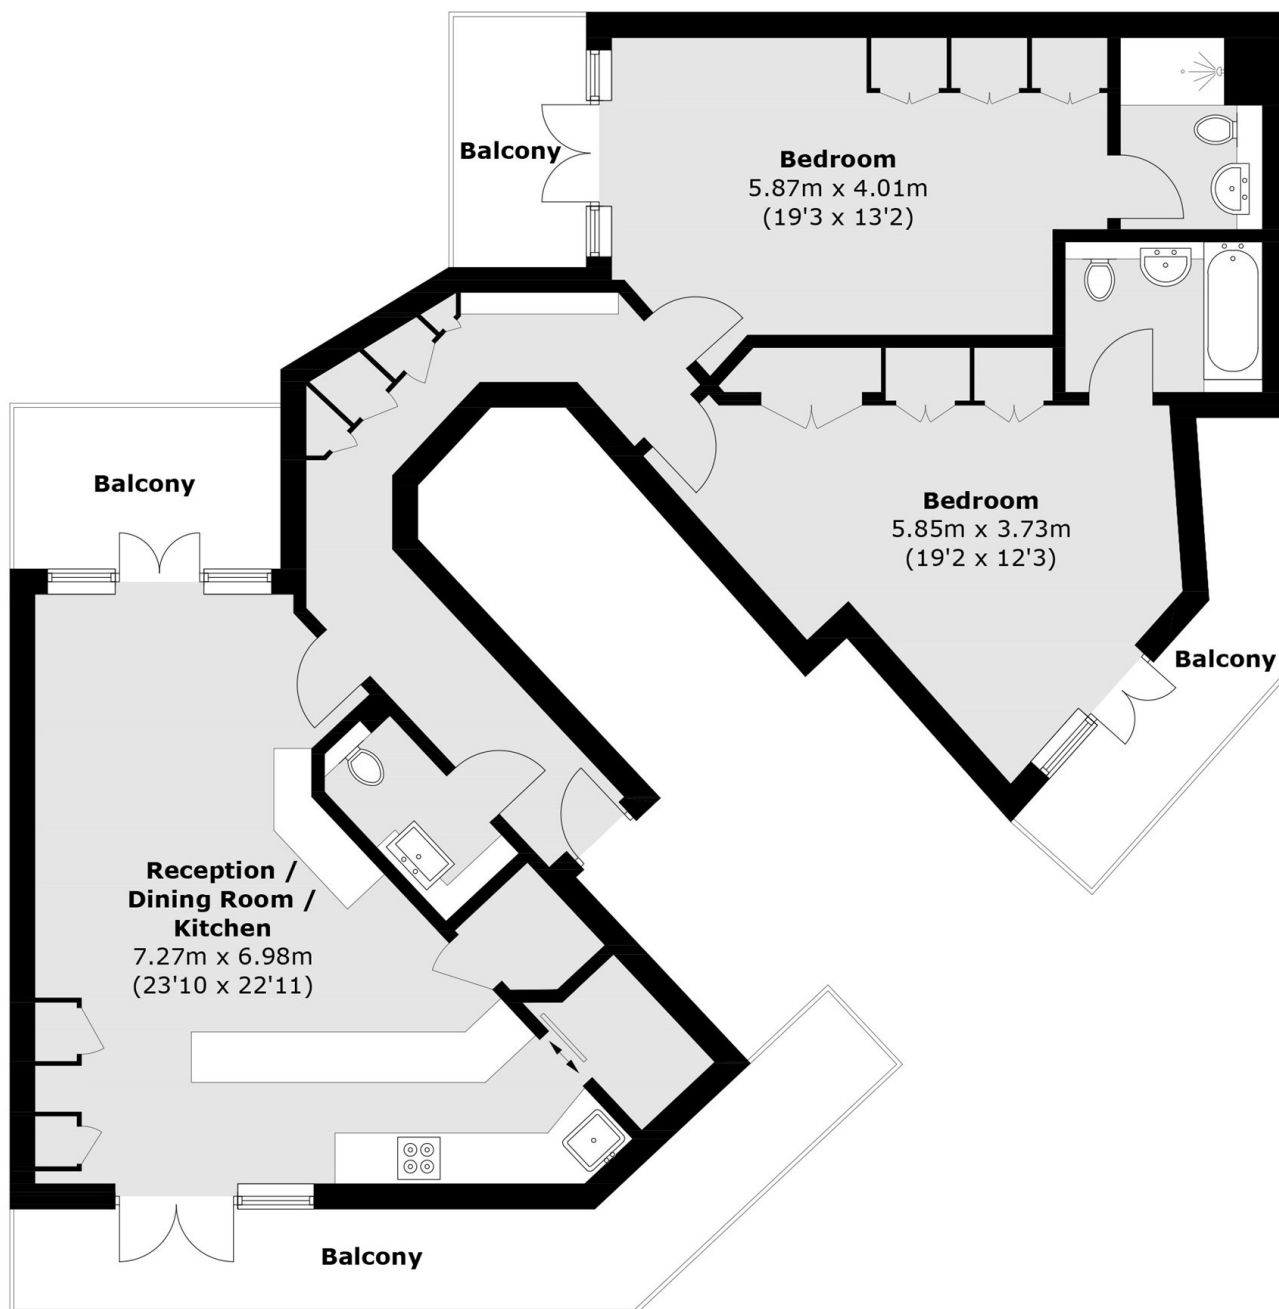 Balcony
Bedroom
5.87m x 4.01m
(19'3 x 13'2)
Balcony
Bedroom
5.85m x 3.73m
(19'2 x 12'3)
Balcony
Reception /
Dining Room /
Kitchen
7.27m x 6.98m
(23'10 x 22'11)
Balcony